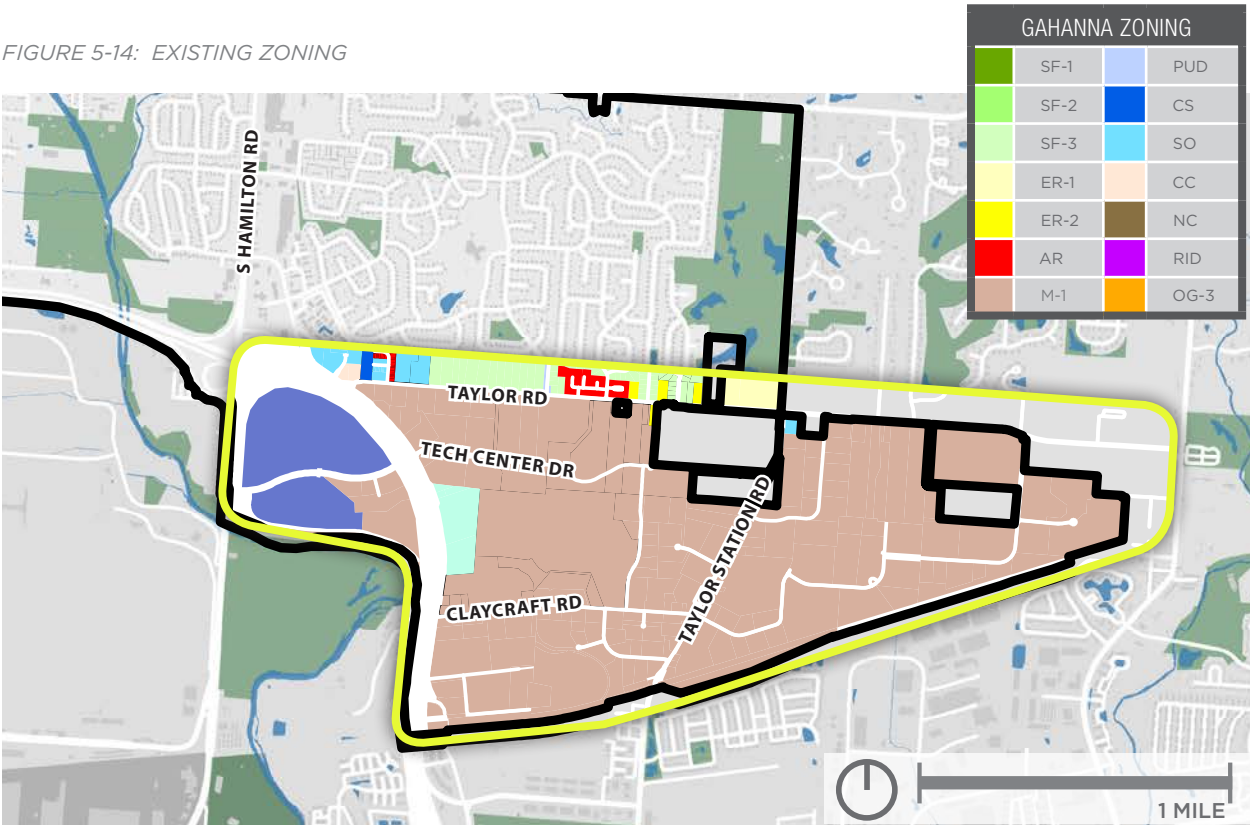 FIGURE 5-14: EXISTING ZONING
GAHANNA ZONING
SF-1 PUD
SF-2 CS
SF-3 SO
ER-1 CC
ER-2 NC
AR RID
M-1 OG-3
S HAMILTON RD
TAYLOR RD
TECH CENTER DR
TAYLOR STATION RD
CLAYCRAFT RD
1 MILE